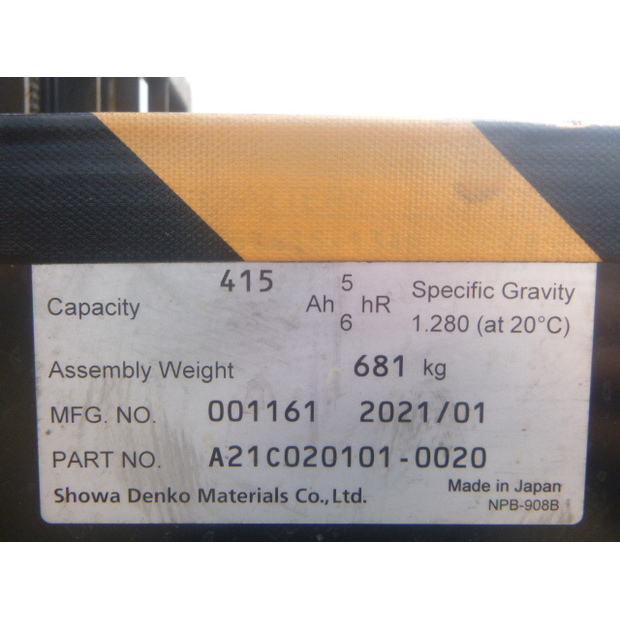 415 5
Capacity Ah hR Specific Gravity
6 1.280 (at 20°C)
Assembly Weight 681 kg
MFG. NO. 001161 2021/01
PART NO. A21C020101-0020
Showa Denko Materials Co.,Ltd. Made in Japan
NPB-908B